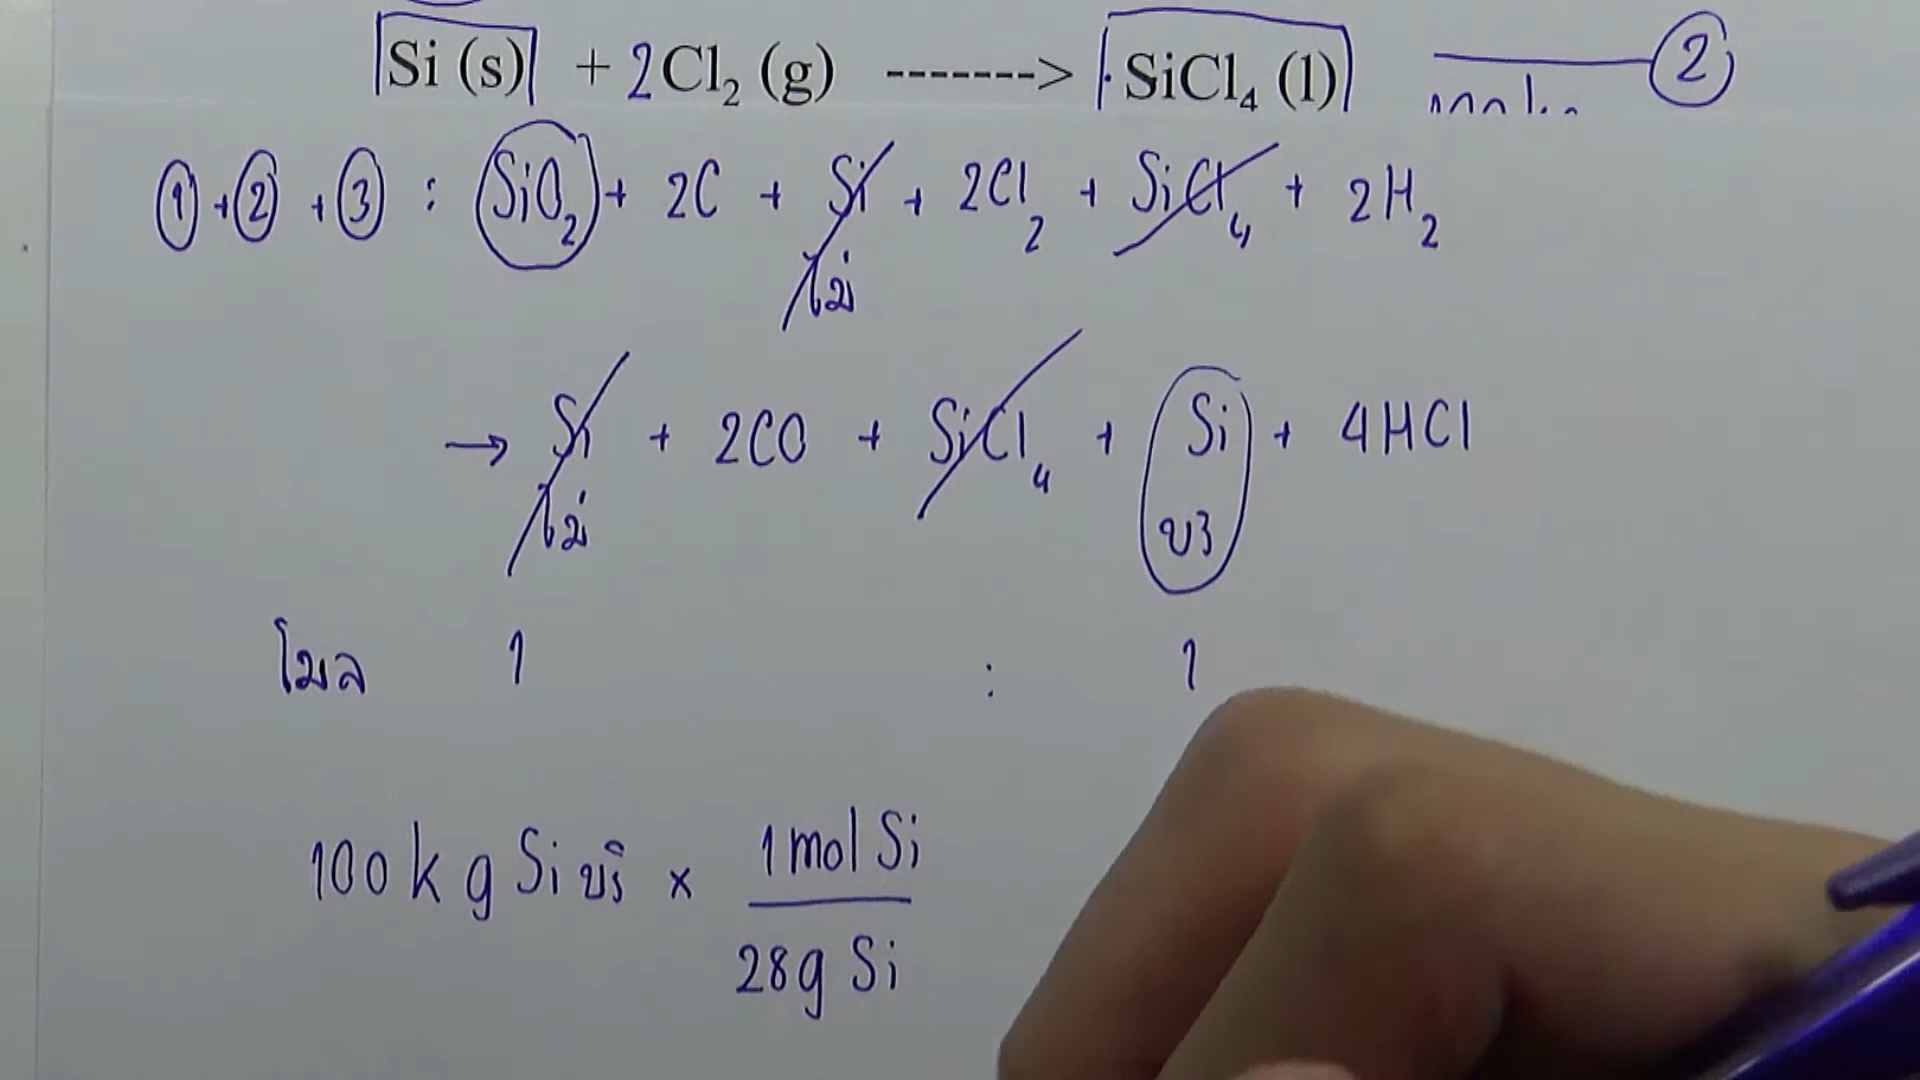 Si (s) + 2Cl₂ (g) -------> SiCl₄ (l) ②
① + ② + ③ : SiO₂ + 2C + Si + 2Cl₂ + SiCl₄ + 2H₂
ไม่
→ Si + 2CO + SiCl₄ + Si + 4HCl
ไม่ บริ
โมล 1 : 1
100 kg Si บริ × 1 mol Si
28 g Si